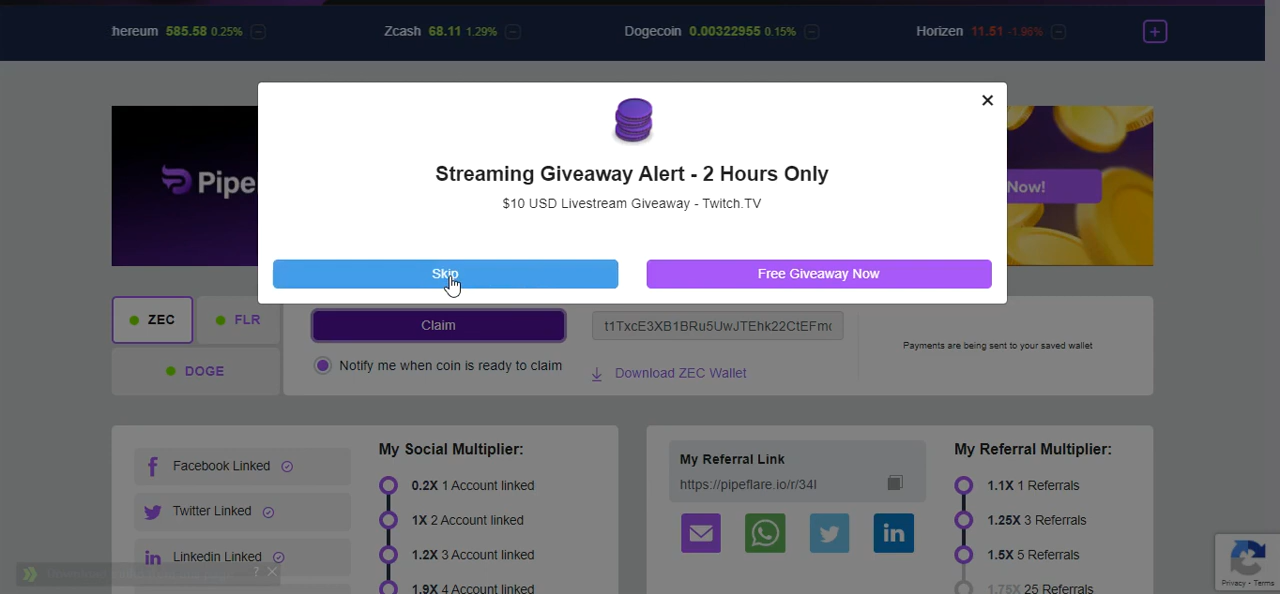 hereum 585.58 0.25% Zcash 68.11 1.29% Dogecoin 0.00322955 0.15% Horizen 11.51 -1.96%
Streaming Giveaway Alert - 2 Hours Only
$10 USD Livestream Giveaway - Twitch.TV
Pipe
Now!
Skip
Free Giveaway Now
ZEC
FLR
DOGE
Claim
t1TxcE3XB1BRu5UwJTEhk22CtEFm
Payments are being sent to your saved wallet
Notify me when coin is ready to claim
Download ZEC Wallet
My Social Multiplier:
Facebook Linked
Twitter Linked
Linkedin Linked
0.2X 1 Account linked
1X 2 Account linked
1.2X 3 Account linked
1.9X 4 Account linked
My Referral Link
https://pipeflare.io/r/34I
My Referral Multiplier:
1.1X 1 Referrals
1.25X 3 Referrals
1.5X 5 Referrals
1.75X 25 Referrals
Privacy - Terms